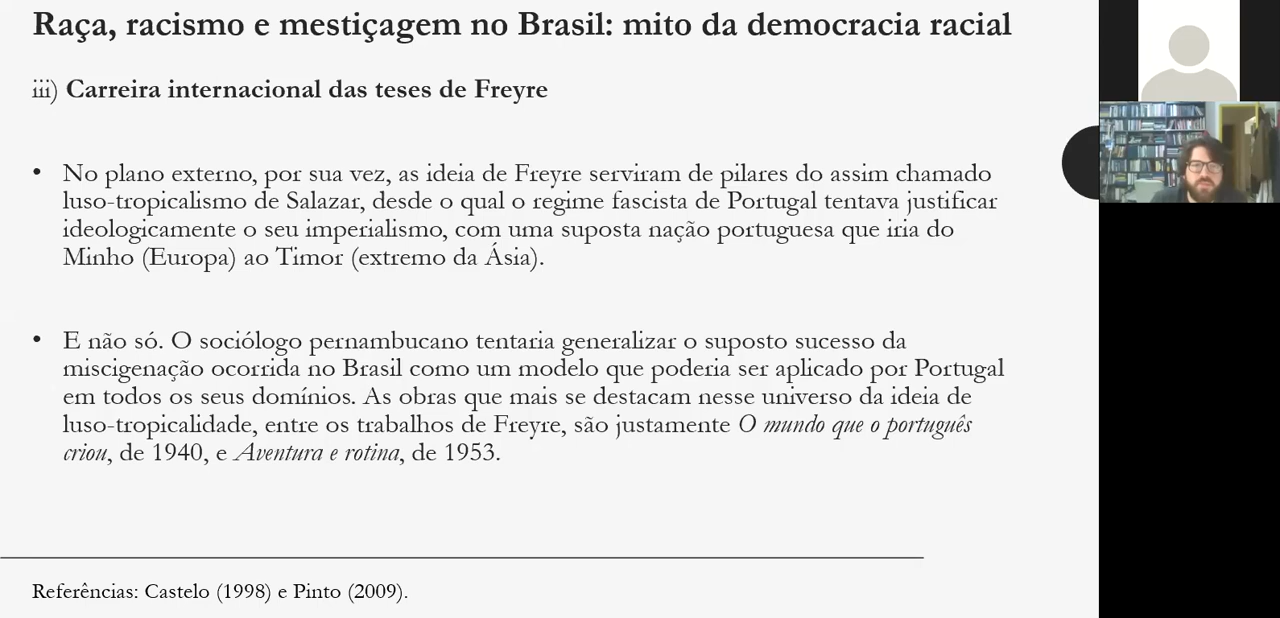 Raça, racismo e mestiçagem no Brasil: mito da democracia racial
iii) Carreira internacional das teses de Freyre
• No plano externo, por sua vez, as ideia de Freyre serviram de pilares do assim chamado
luso-tropicalismo de Salazar, desde o qual o regime fascista de Portugal tentava justificar
ideologicamente o seu imperialismo, com uma suposta nação portuguesa que iria do
Minho (Europa) ao Timor (extremo da Ásia).
• E não só. O sociólogo pernambucano tentaria generalizar o suposto sucesso da
miscigenação ocorrida no Brasil como um modelo que poderia ser aplicado por Portugal
em todos os seus domínios. As obras que mais se destacam nesse universo da ideia de
luso-tropicalidade, entre os trabalhos de Freyre, são justamente O mundo que o português
criou, de 1940, e Aventura e rotina, de 1953.
Referências: Castelo (1998) e Pinto (2009).